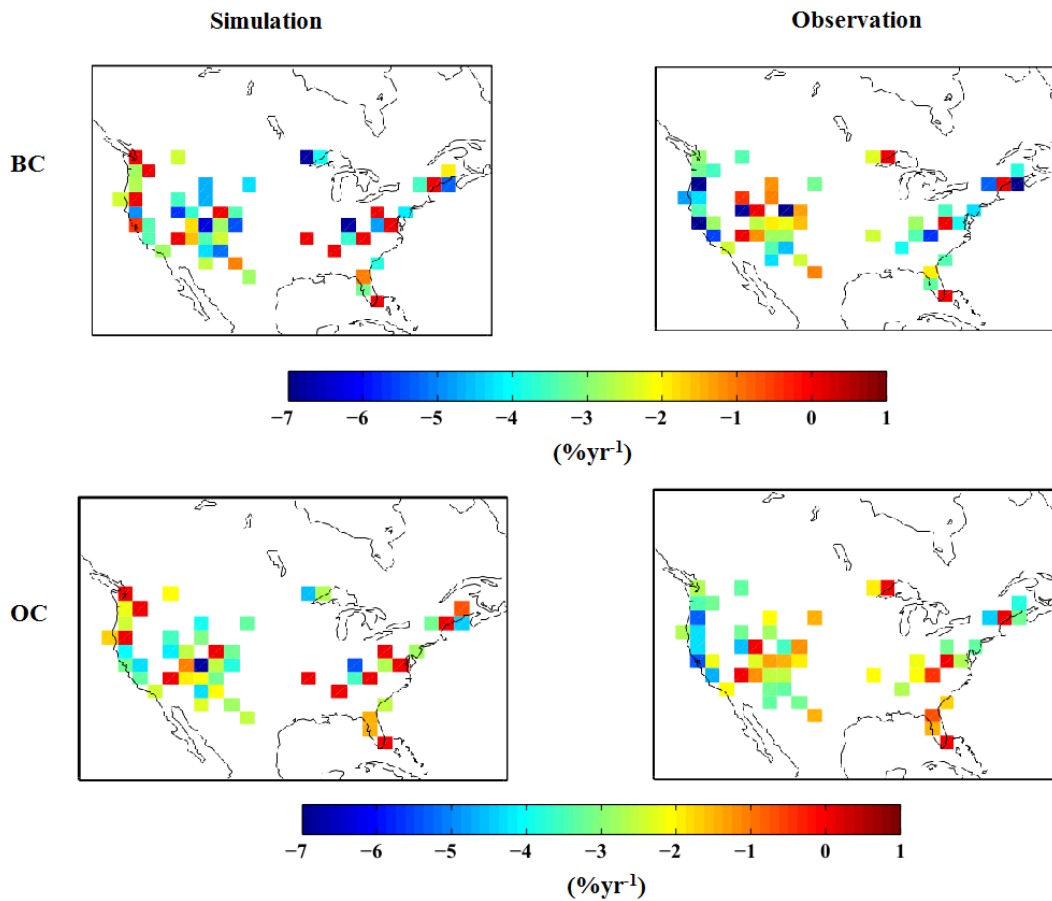 Simulation Observation
BC
−7 −6 −5 −4 −3 −2 −1 0 1
(%yr-1)
OC
−7 −6 −5 −4 −3 −2 −1 0 1
(%yr-1)